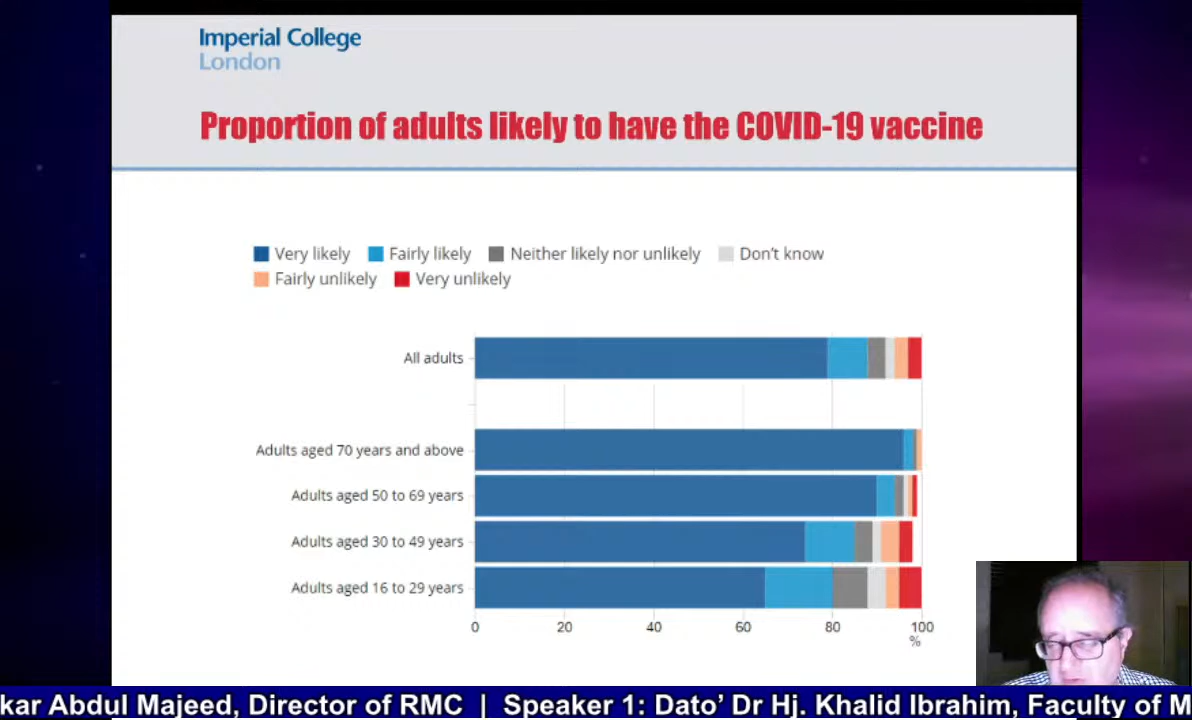 Imperial College
London
Proportion of adults likely to have the COVID-19 vaccine
Very likely Fairly likely Neither likely nor unlikely Don't know
Fairly unlikely Very unlikely
All adults
Adults aged 70 years and above
Adults aged 50 to 69 years
Adults aged 30 to 49 years
Adults aged 16 to 29 years
0 20 40 60 80 100
%
kar Abdul Majeed, Director of RMC | Speaker 1: Dato' Dr Hj. Khalid Ibrahim, Faculty of M